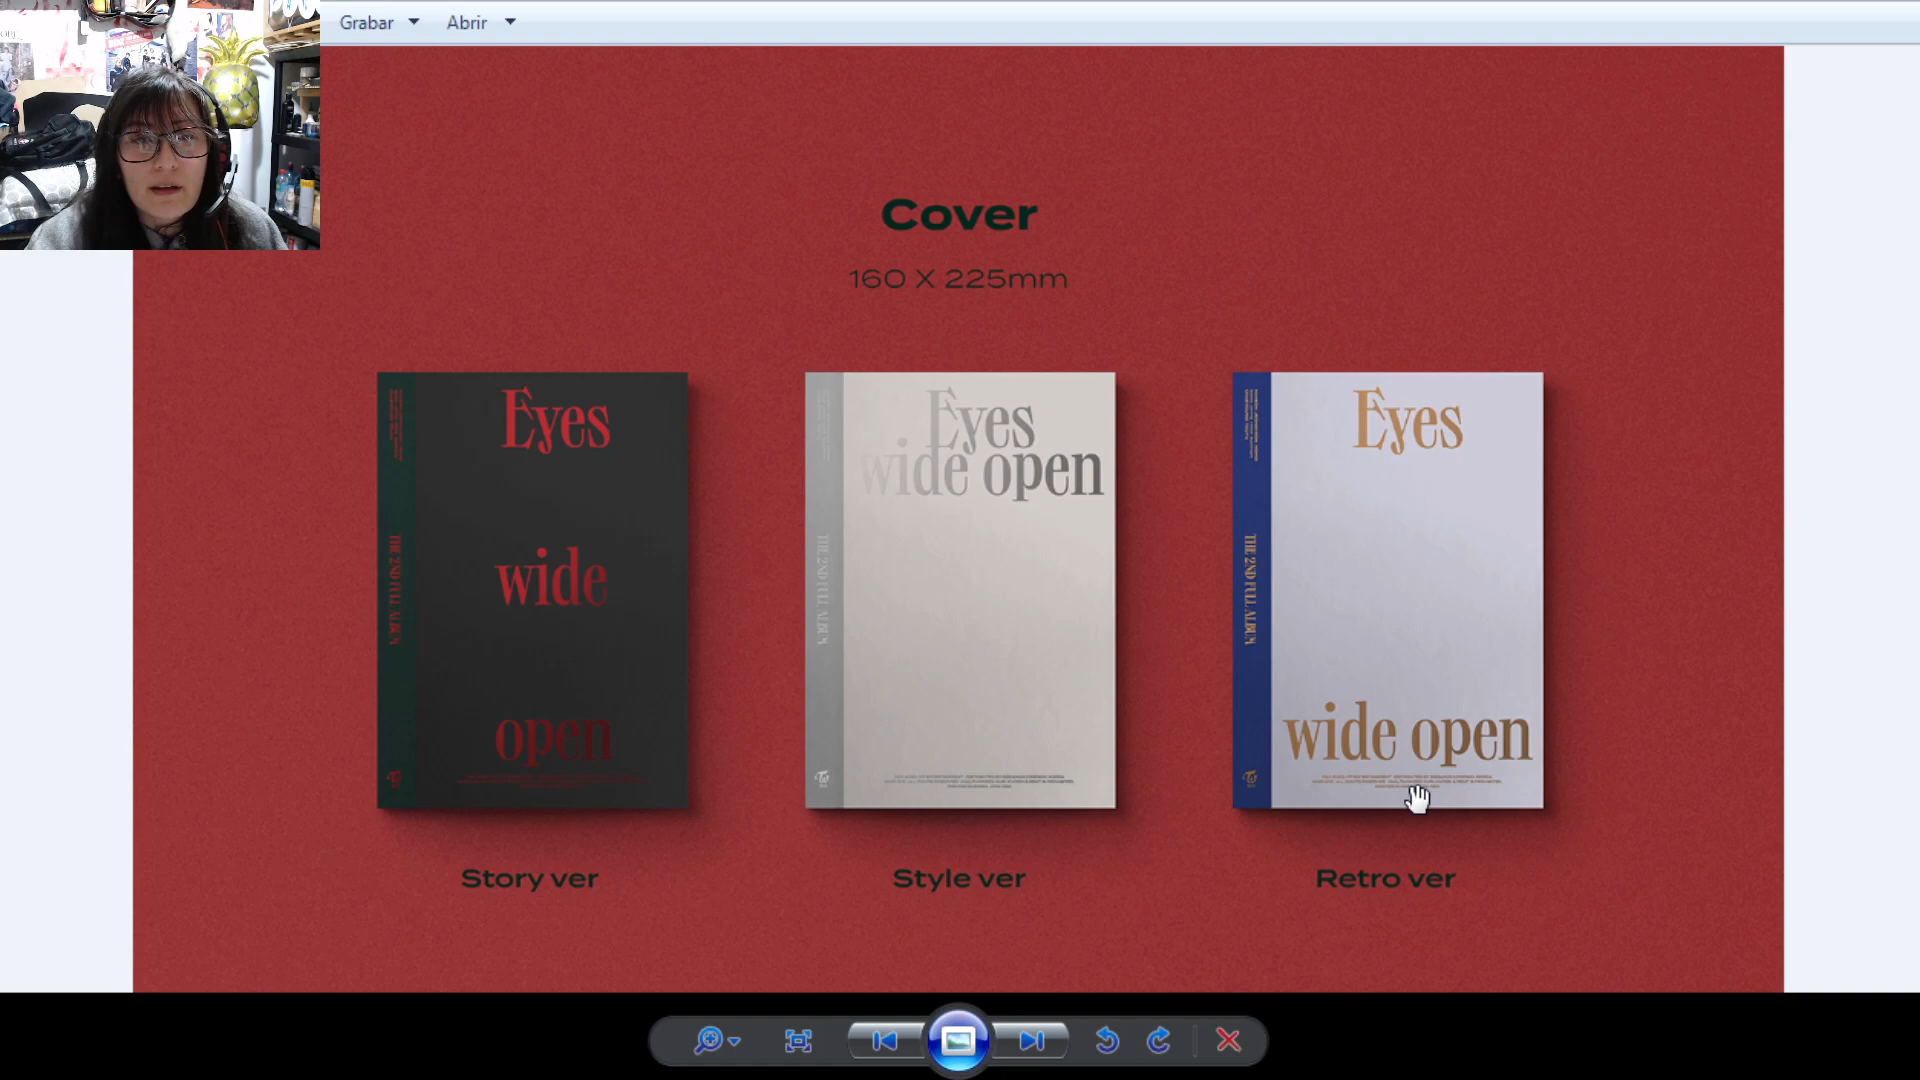 Grabar
Abrir
Cover
160 X 225mm
Eyes
wide
open
THE 2ND FULL ALBUM
Story ver
Eyes
wide open
THE 2ND FULL ALBUM
Style ver
Eyes
wide open
THE 2ND FULL ALBUM
Retro ver